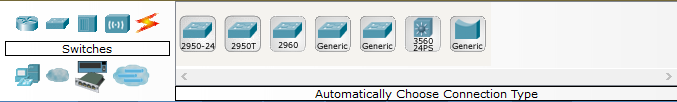 2950-24 2950T 2960 Generic Generic 3560 24PS Generic
Switches
Automatically Choose Connection Type